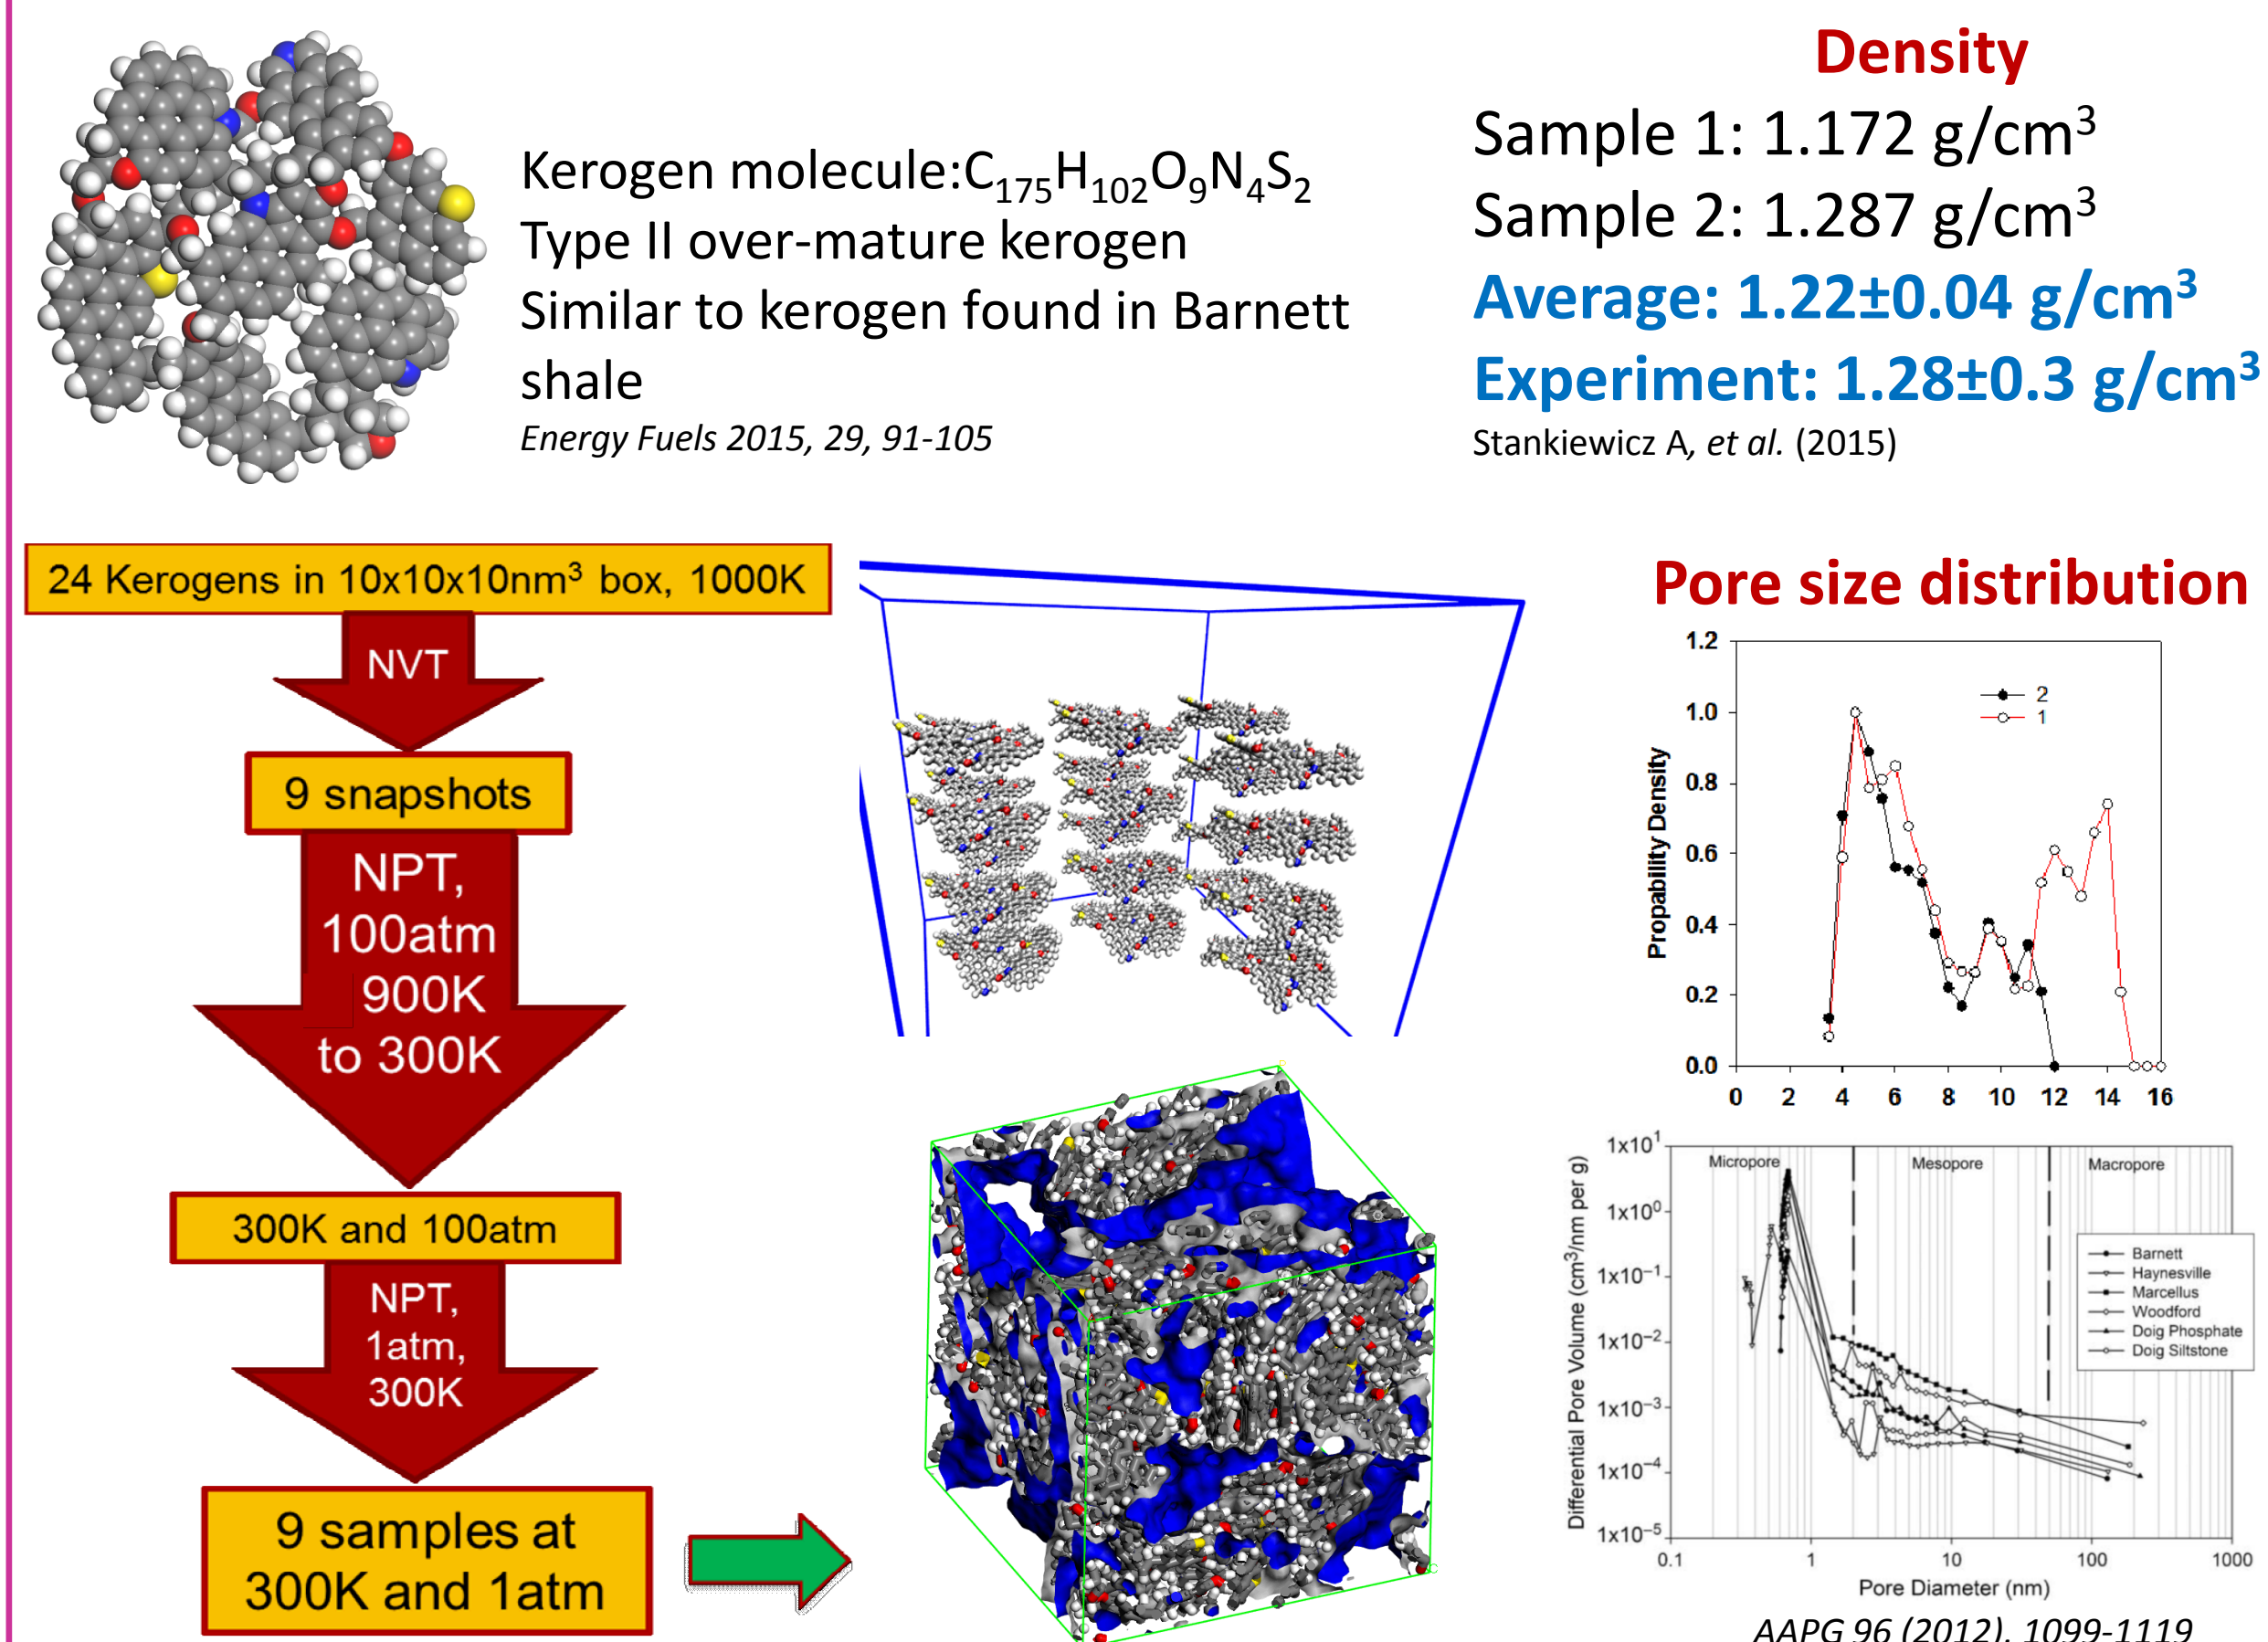 Kerogen molecule:C₁₇₅H₁₀₂O₉N₄S₂
Type II over-mature kerogen
Similar to kerogen found in Barnett
shale
Energy Fuels 2015, 29, 91-105
Density
Sample 1: 1.172 g/cm³
Sample 2: 1.287 g/cm³
Average: 1.22±0.04 g/cm³
Experiment: 1.28±0.3 g/cm³
Stankiewicz A, et al. (2015)
24 Kerogens in 10x10x10nm³ box, 1000K
NVT
9 snapshots
NPT,
100atm
900K
to 300K
300K and 100atm
NPT,
1atm,
300K
9 samples at
300K and 1atm
Pore size distribution
1.2
1.0
0.8
0.6
0.4
0.2
0.0
Propability Density
2
1
0 2 4 6 8 10 12 14 16
Differential Pore Volume (cm³/nm per g)
1x10¹
1x10⁰
1x10⁻¹
1x10⁻²
1x10⁻³
1x10⁻⁴
1x10⁻⁵
Micropore Mesopore Macropore
Barnett
Haynesville
Marcellus
Woodford
Doig Phosphate
Doig Siltstone
0.1 1 10 100 1000
Pore Diameter (nm)
AAPG 96 (2012), 1099-1119